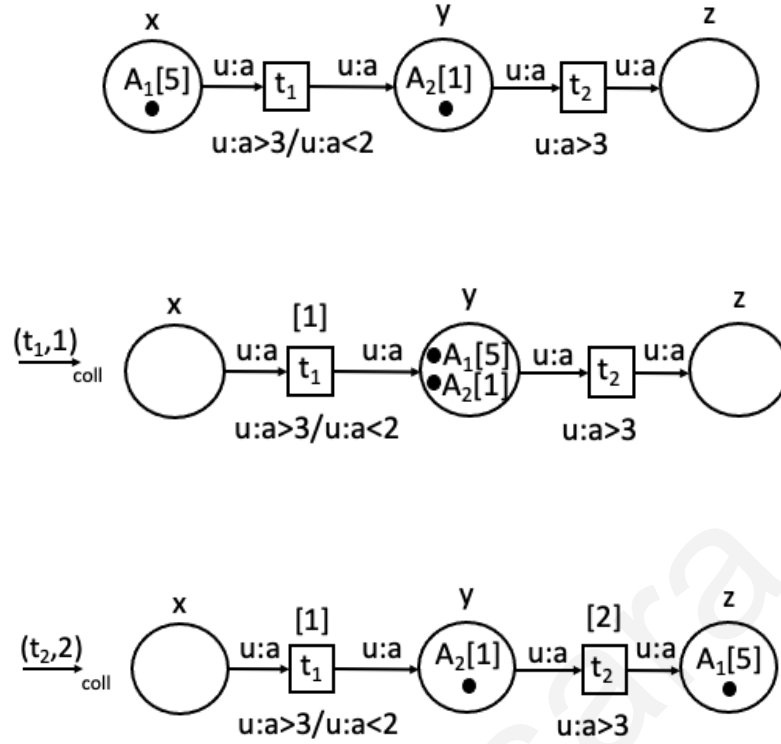 x y z
A₁[5] u:a t₁ u:a A₂[1] u:a t₂ u:a
u:a>3/u:a<2 u:a>3
x [1] y z
(t₁,1) coll u:a t₁ u:a A₁[5] u:a t₂ u:a
A₂[1]
u:a>3/u:a<2 u:a>3
x [1] y [2] z
(t₂,2) coll u:a t₁ u:a A₂[1] u:a t₂ u:a A₁[5]
u:a>3/u:a<2 u:a>3